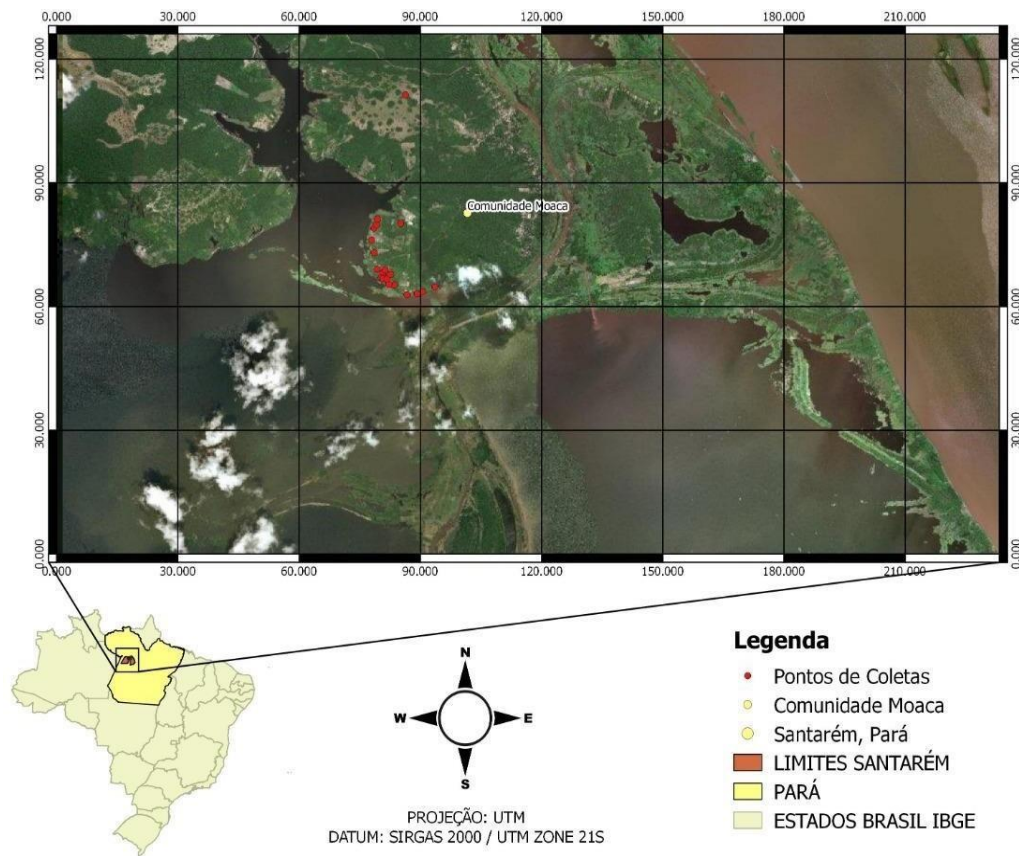 0.000 30.000 60.000 90.000 120.000 150.000 180.000 210.000
120.000 120.000
90.000 90.000
Comunidade Moaca
60.000 60.000
30.000 30.000
0.000 0.000
0.000 30.000 60.000 90.000 120.000 150.000 180.000 210.000
N
W E
S
PROJEÇÃO: UTM
DATUM: SIRGAS 2000 / UTM ZONE 21S
Legenda
Pontos de Coletas
Comunidade Moaca
Santarém, Pará
LIMITES SANTARÉM
PARÁ
ESTADOS BRASIL IBGE